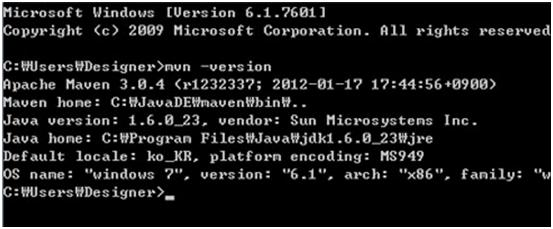 Microsoft Windows [Version 6.1.7601]
Copyright (c) 2009 Microsoft Corporation. All rights reserved
C:₩Users₩Designer>mvn -version
Apache Maven 3.0.4 (r1232337; 2012-01-17 17:44:56+0900)
Maven home: C:₩JavaDE₩maven₩bin₩..
Java version: 1.6.0_23, vendor: Sun Microsystems Inc.
Java home: C:₩Program Files₩Java₩jdk1.6.0_23₩jre
Default locale: ko_KR, platform encoding: MS949
OS name: "windows 7", version: "6.1", arch: "x86", family: "w
C:₩Users₩Designer>_